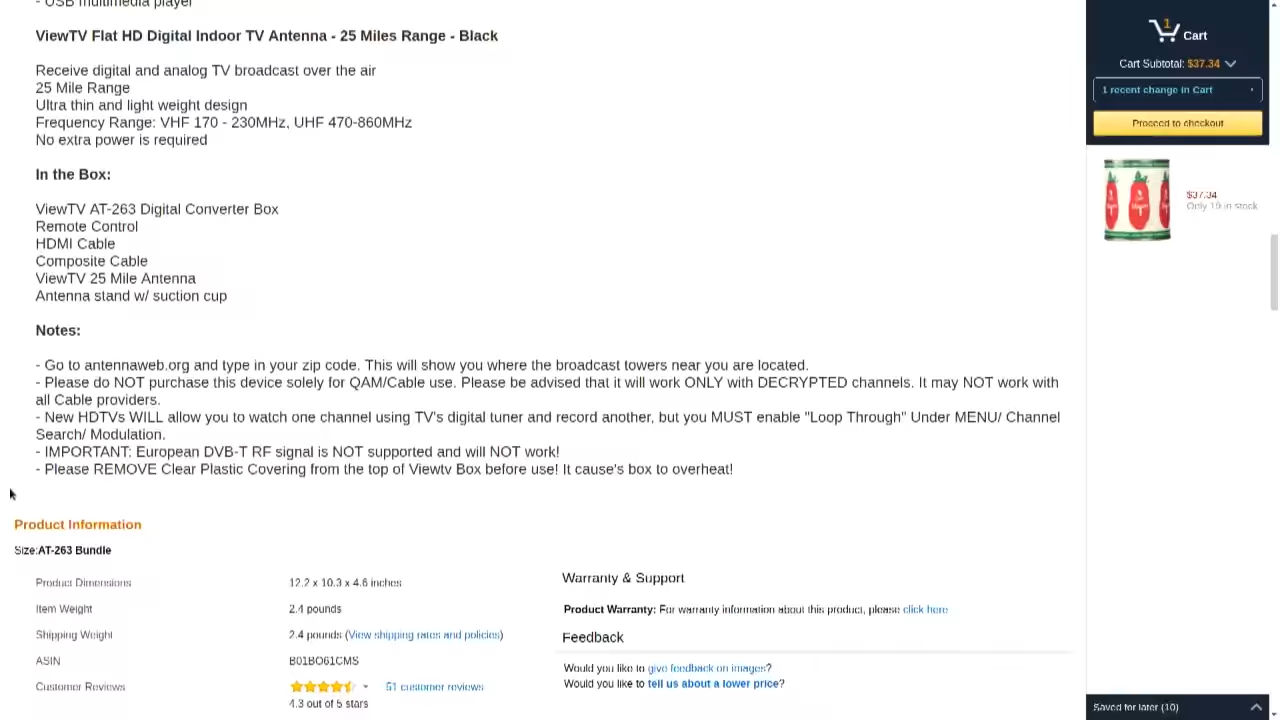 - USB multimedia player
ViewTV Flat HD Digital Indoor TV Antenna - 25 Miles Range - Black
Receive digital and analog TV broadcast over the air
25 Mile Range
Ultra thin and light weight design
Frequency Range: VHF 170 - 230MHz, UHF 470-860MHz
No extra power is required
In the Box:
ViewTV AT-263 Digital Converter Box
Remote Control
HDMI Cable
Composite Cable
ViewTV 25 Mile Antenna
Antenna stand w/ suction cup
Notes:
- Go to antennaweb.org and type in your zip code. This will show you where the broadcast towers near you are located.
- Please do NOT purchase this device solely for QAM/Cable use. Please be advised that it will work ONLY with DECRYPTED channels. It may NOT work with
all Cable providers.
- New HDTVs WILL allow you to watch one channel using TV's digital tuner and record another, but you MUST enable "Loop Through" Under MENU/ Channel
Search/ Modulation.
- IMPORTANT: European DVB-T RF signal is NOT supported and will NOT work!
- Please REMOVE Clear Plastic Covering from the top of Viewtv Box before use! It cause's box to overheat!
Product Information
Size:AT-263 Bundle
Product Dimensions 12.2 x 10.3 x 4.6 inches
Item Weight 2.4 pounds
Shipping Weight 2.4 pounds (View shipping rates and policies)
ASIN B01BO61CMS
Customer Reviews 51 customer reviews
4.3 out of 5 stars
Warranty & Support
Product Warranty: For warranty information about this product, please click here
Feedback
Would you like to give feedback on images?
Would you like to tell us about a lower price?
1 Cart
Cart Subtotal: $37.34
1 recent change in Cart
Proceed to checkout
$37.34
Only 19 in stock
Saved for later (10)